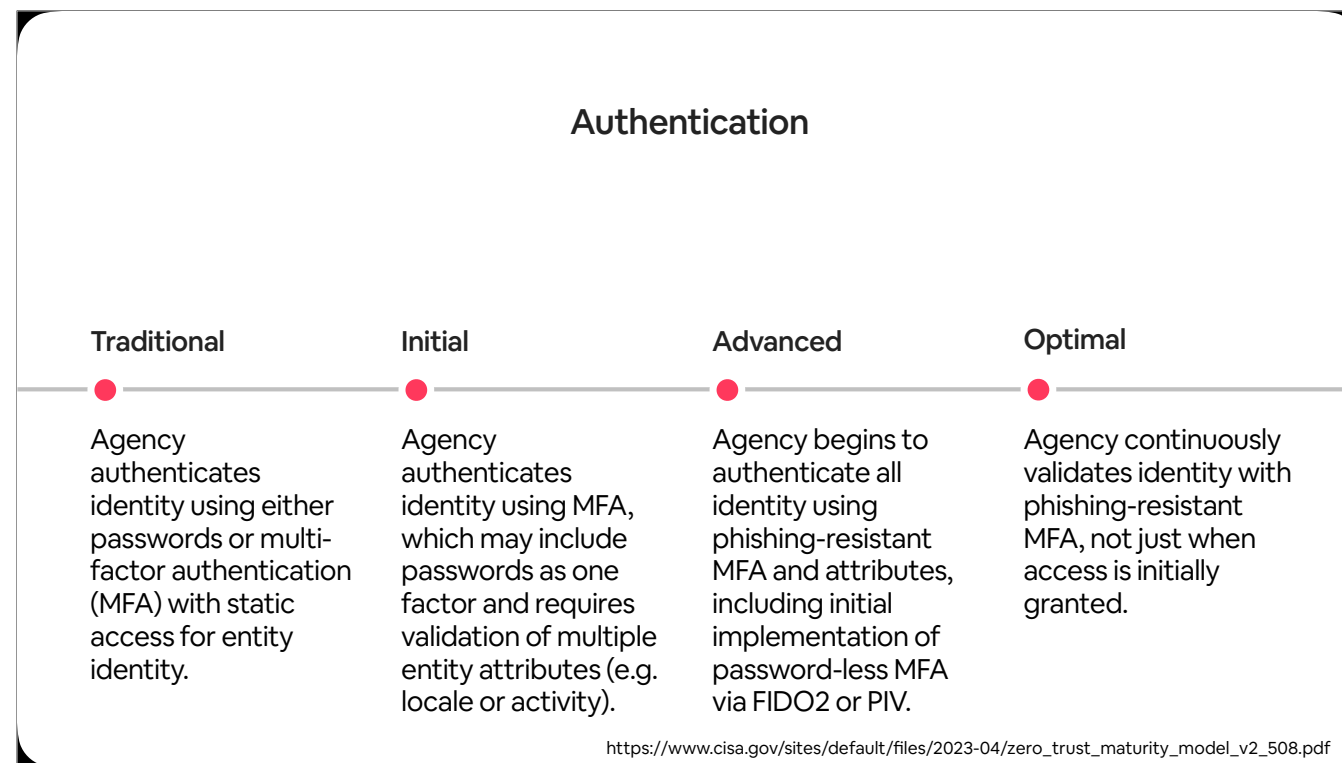 Authentication
Traditional
Agency
authenticates
identity using either
passwords or multi-
factor authentication
(MFA) with static
access for entity
identity.
Initial
Agency
authenticates
identity using MFA,
which may include
passwords as one
factor and requires
validation of multiple
entity attributes (e.g.
locale or activity).
Advanced
Agency begins to
authenticate all
identity using
phishing-resistant
MFA and attributes,
including initial
implementation of
password-less MFA
via FIDO2 or PIV.
Optimal
Agency continuously
validates identity with
phishing-resistant
MFA, not just when
access is initially
granted.
https://www.cisa.gov/sites/default/files/2023-04/zero_trust_maturity_model_v2_508.pdf